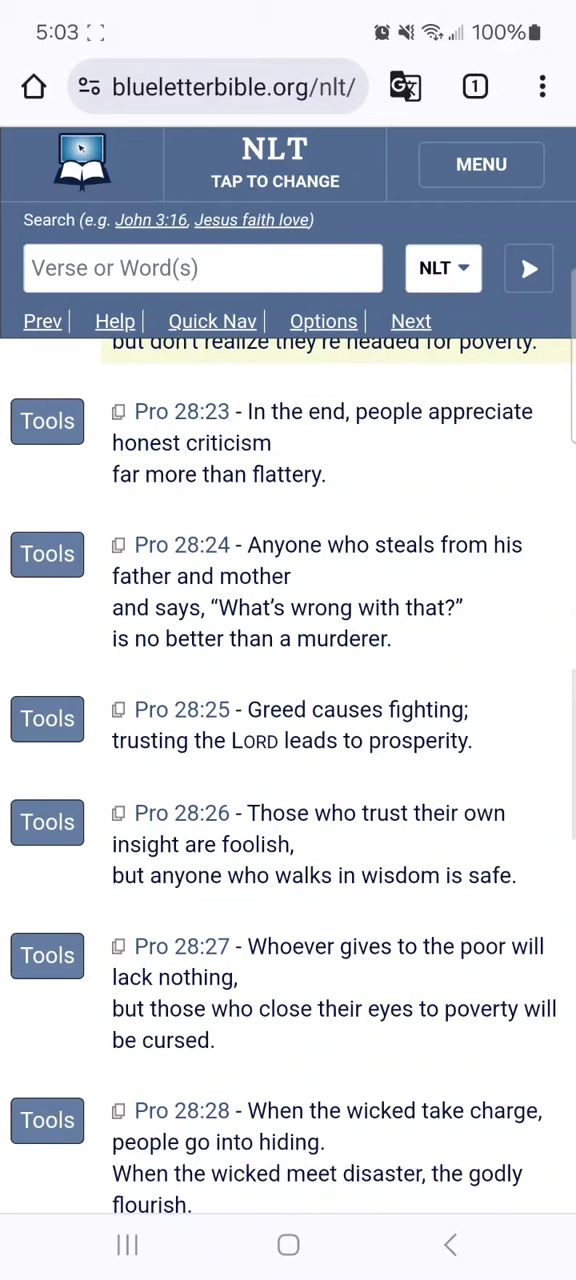 5:03
100%
blueletterbible.org/nlt/
1
NLT
TAP TO CHANGE
MENU
Search (e.g. John 3:16, Jesus faith love)
Verse or Word(s)
NLT
Prev | Help | Quick Nav | Options | Next
but don't realize they're headed for poverty.
Tools
Pro 28:23 - In the end, people appreciate
honest criticism
far more than flattery.
Tools
Pro 28:24 - Anyone who steals from his
father and mother
and says, “What’s wrong with that?”
is no better than a murderer.
Tools
Pro 28:25 - Greed causes fighting;
trusting the LORD leads to prosperity.
Tools
Pro 28:26 - Those who trust their own
insight are foolish,
but anyone who walks in wisdom is safe.
Tools
Pro 28:27 - Whoever gives to the poor will
lack nothing,
but those who close their eyes to poverty will
be cursed.
Tools
Pro 28:28 - When the wicked take charge,
people go into hiding.
When the wicked meet disaster, the godly
flourish.